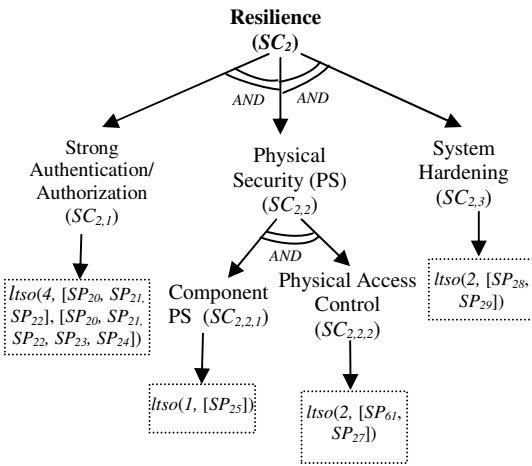 Resilience
(SC2)
AND AND
Strong
Authentication/
Authorization
(SC2,1)
Physical
Security (PS)
(SC2,2)
System
Hardening
(SC2,3)
AND
ltso(4, [SP20, SP21,
SP22], [SP20, SP21,
SP22, SP23, SP24])
Component
PS (SC2,2,1)
Physical Access
Control
(SC2,2,2)
ltso(2, [SP28,
SP29])
ltso(1, [SP25])
ltso(2, [SP61,
SP27])